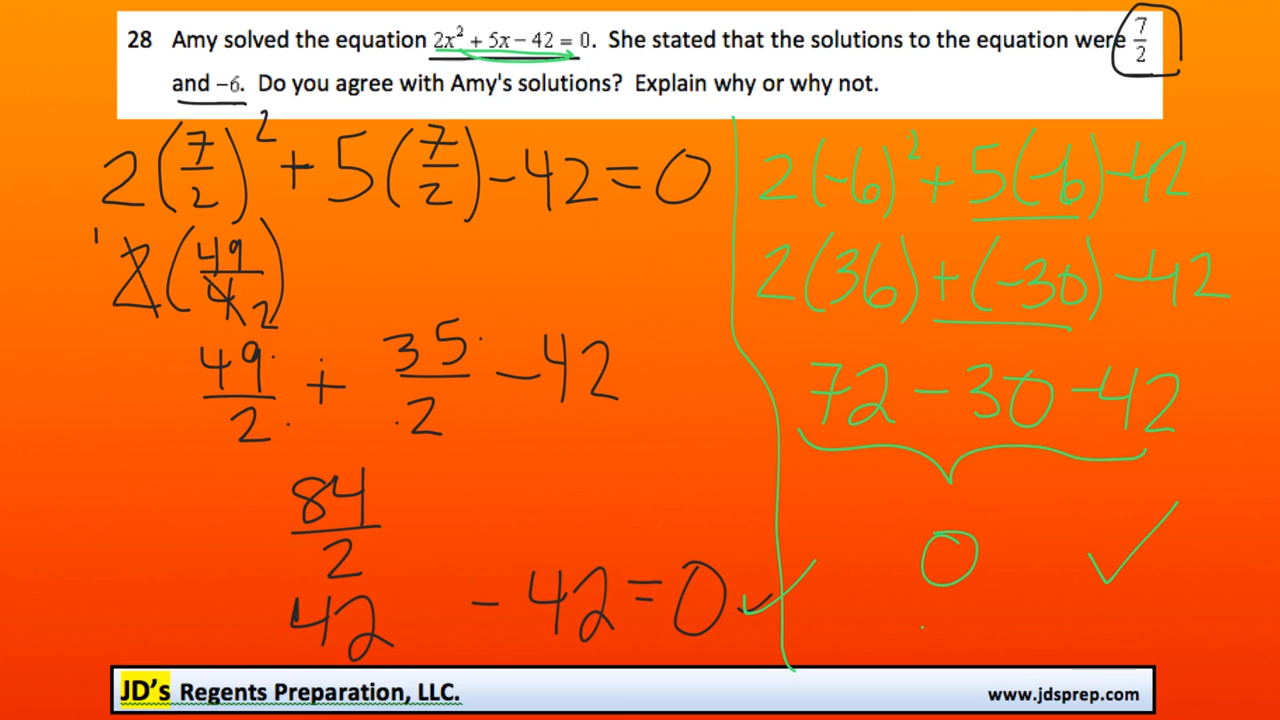 28 Amy solved the equation 2x² + 5x − 42 = 0. She stated that the solutions to the equation were 7/2
and −6. Do you agree with Amy's solutions? Explain why or why not.
2(7/2)² + 5(7/2) − 42 = 0
1 2(49/4 2)
49/2 + 35/2 − 42
84/2
42 − 42 = 0 ✓
2(−6)² + 5(−6) − 42
2(36) + (−30) − 42
72 − 30 − 42
0 ✓
JD's Regents Preparation, LLC.
www.jdsprep.com